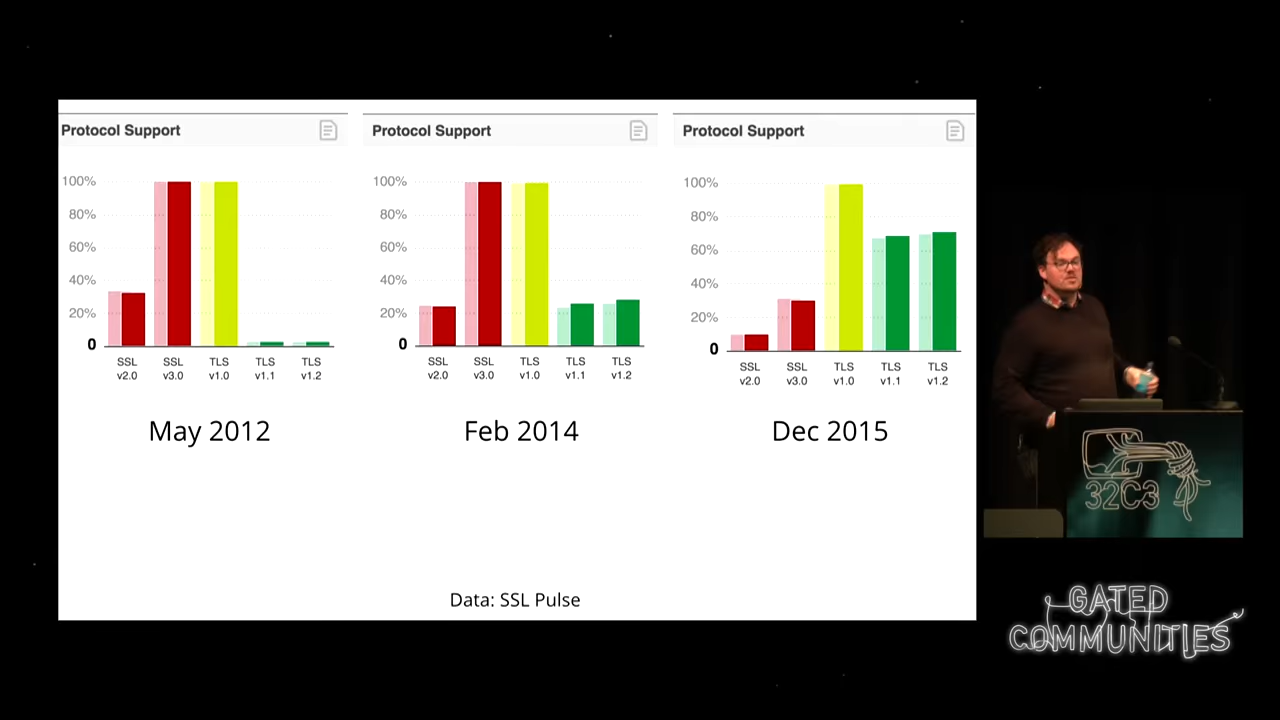 Protocol Support
100%
80%
60%
40%
20%
0
SSL v2.0
SSL v3.0
TLS v1.0
TLS v1.1
TLS v1.2
May 2012
Protocol Support
100%
80%
60%
40%
20%
0
SSL v2.0
SSL v3.0
TLS v1.0
TLS v1.1
TLS v1.2
Feb 2014
Protocol Support
100%
80%
60%
40%
20%
0
SSL v2.0
SSL v3.0
TLS v1.0
TLS v1.1
TLS v1.2
Dec 2015
Data: SSL Pulse
32C3
GATED
COMMUNITIES